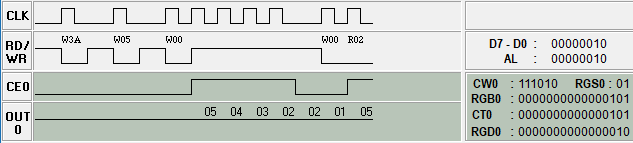 CLK
RD/
WR
W3A W05 W00 W00 R02
CE0
OUT
0
05 04 03 02 02 01 05
D7 - D0 : 00000010
AL : 00000010
CW0 : 111010 RGS0 : 01
RGB0 : 0000000000000101
CT0 : 0000000000000101
RGD0 : 0000000000000010